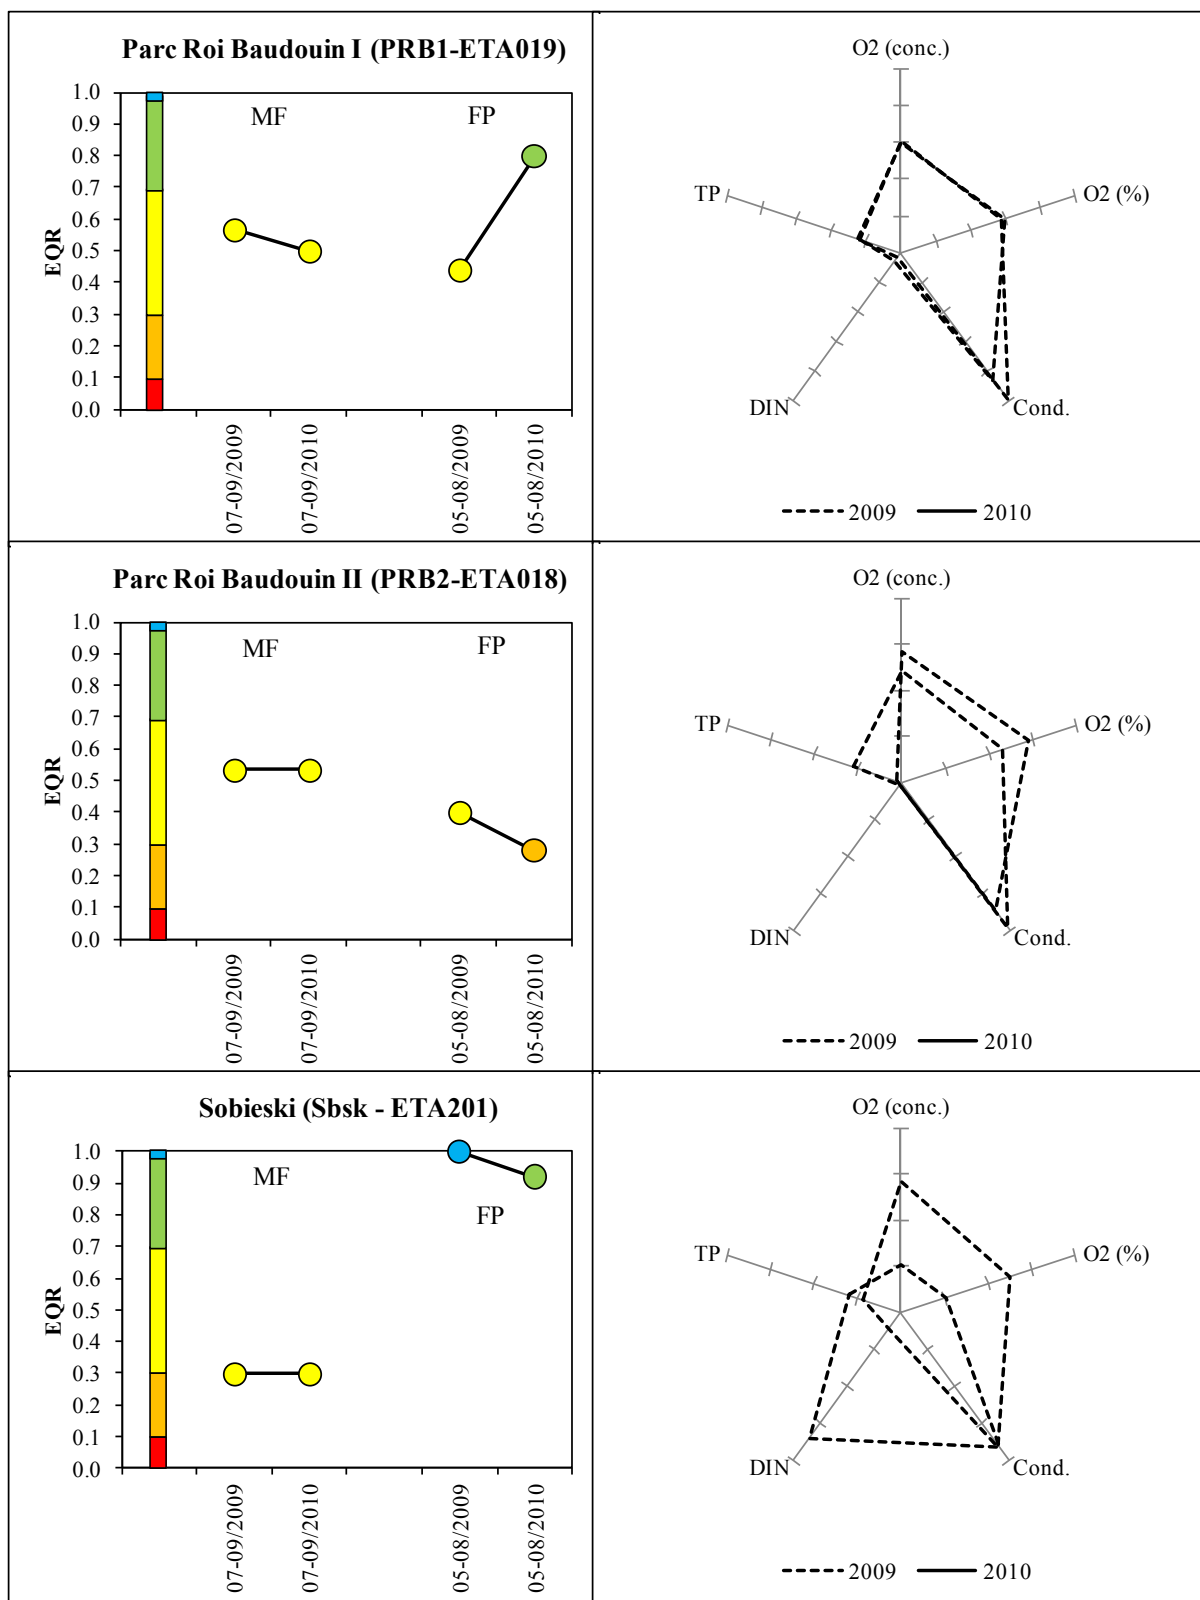 Parc Roi Baudouin I (PRB1-ETA019)
MF
FP
EQR
1.0
0.9
0.8
0.7
0.6
0.5
0.4
0.3
0.2
0.1
0.0
07-09/2009
07-09/2010
05-08/2009
05-08/2010
O2 (conc.)
O2 (%)
Cond.
DIN
TP
2009
2010
Parc Roi Baudouin II (PRB2-ETA018)
MF
FP
EQR
1.0
0.9
0.8
0.7
0.6
0.5
0.4
0.3
0.2
0.1
0.0
07-09/2009
07-09/2010
05-08/2009
05-08/2010
O2 (conc.)
O2 (%)
Cond.
DIN
TP
2009
2010
Sobieski (Sbsk - ETA201)
MF
FP
EQR
1.0
0.9
0.8
0.7
0.6
0.5
0.4
0.3
0.2
0.1
0.0
07-09/2009
07-09/2010
05-08/2009
05-08/2010
O2 (conc.)
O2 (%)
Cond.
DIN
TP
2009
2010